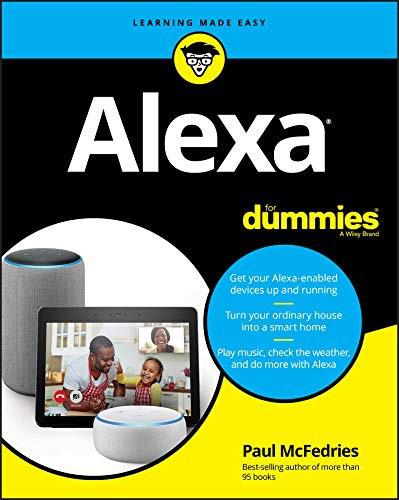 LEARNING MADE EASY
Alexa®
for
dummies®
A Wiley Brand
Get your Alexa-enabled
devices up and running
Turn your ordinary house
into a smart home
Play music, check the weather,
and do more with Alexa
Paul McFedries
Best-selling author of more than
95 books